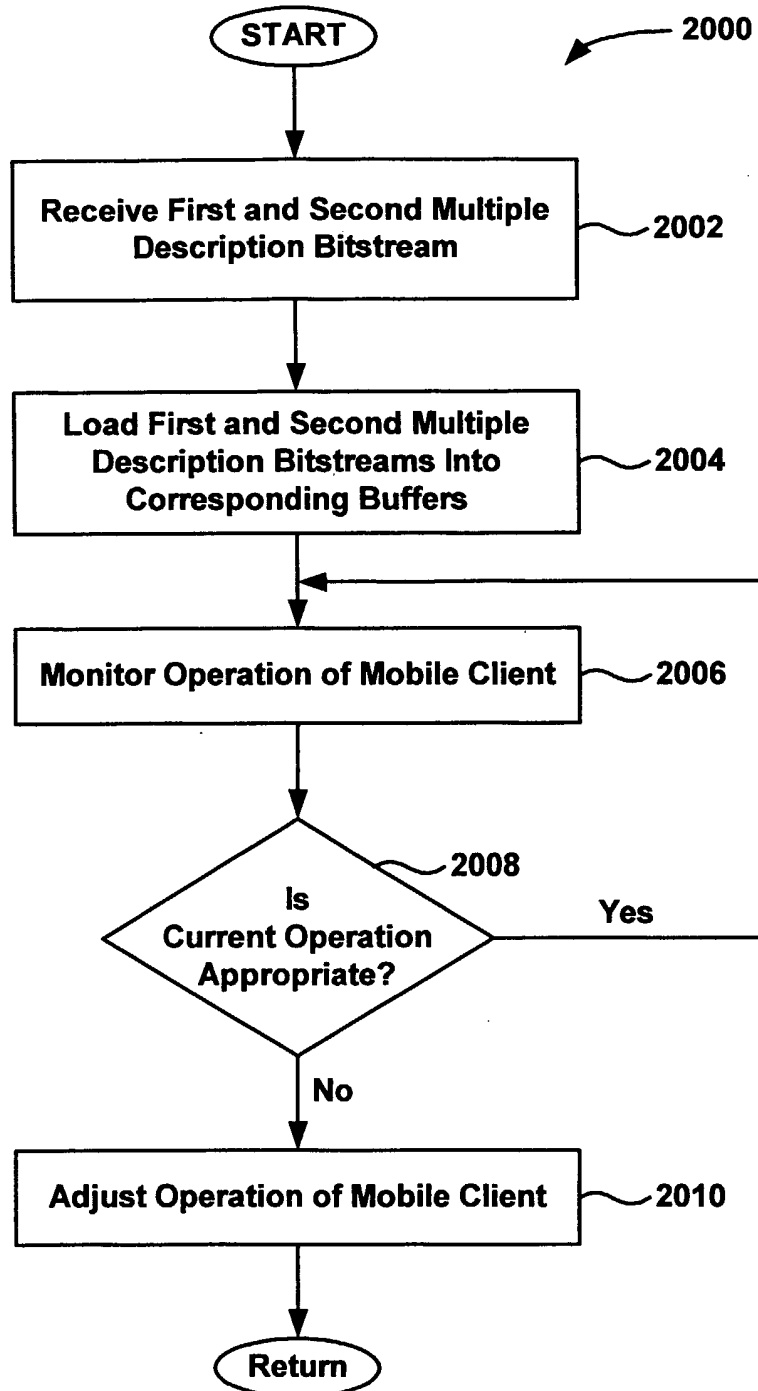 START
2000
Receive First and Second Multiple
Description Bitstream
2002
Load First and Second Multiple
Description Bitstreams Into
Corresponding Buffers
2004
Monitor Operation of Mobile Client
2006
2008
Is
Current Operation
Appropriate?
Yes
No
Adjust Operation of Mobile Client
2010
Return